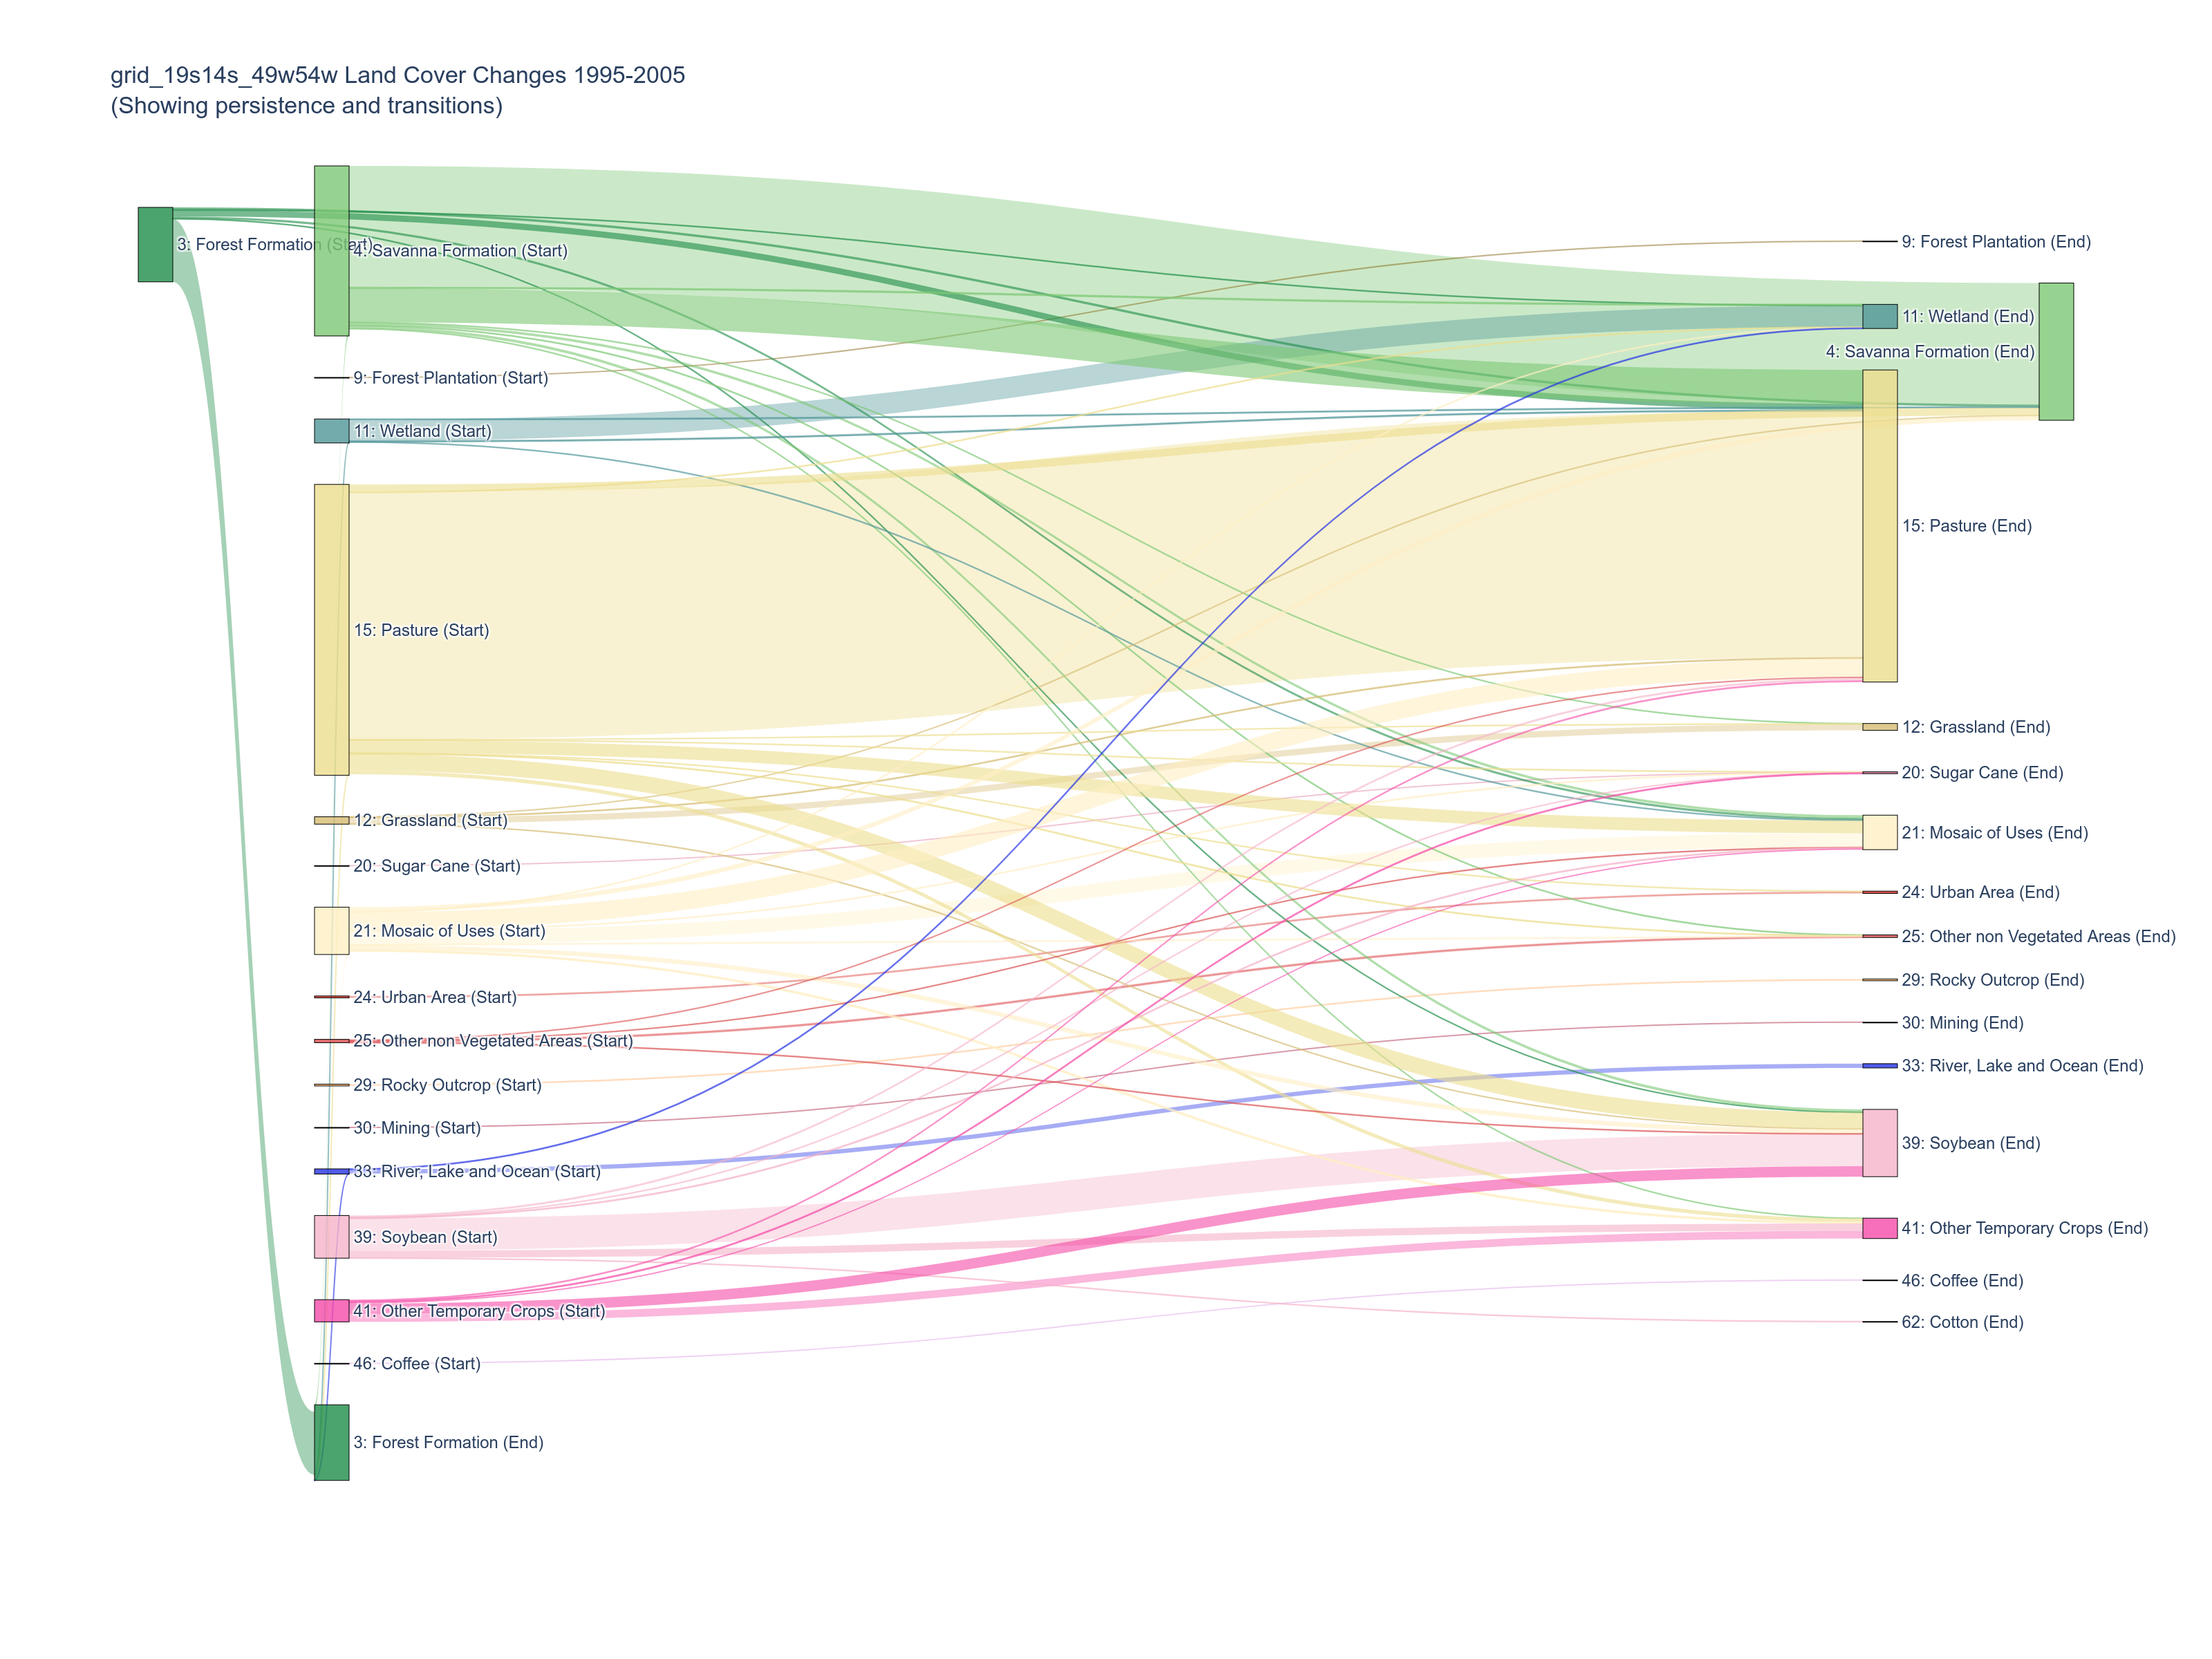 grid_19s14s_49w54w Land Cover Changes 1995-2005
(Showing persistence and transitions)
3: Forest Formation (Start)
4: Savanna Formation (Start)
9: Forest Plantation (Start)
11: Wetland (Start)
15: Pasture (Start)
12: Grassland (Start)
20: Sugar Cane (Start)
21: Mosaic of Uses (Start)
24: Urban Area (Start)
25: Other non Vegetated Areas (Start)
29: Rocky Outcrop (Start)
30: Mining (Start)
33: River, Lake and Ocean (Start)
39: Soybean (Start)
41: Other Temporary Crops (Start)
46: Coffee (Start)
3: Forest Formation (End)
9: Forest Plantation (End)
11: Wetland (End)
4: Savanna Formation (End)
15: Pasture (End)
12: Grassland (End)
20: Sugar Cane (End)
21: Mosaic of Uses (End)
24: Urban Area (End)
25: Other non Vegetated Areas (End)
29: Rocky Outcrop (End)
30: Mining (End)
33: River, Lake and Ocean (End)
39: Soybean (End)
41: Other Temporary Crops (End)
46: Coffee (End)
62: Cotton (End)